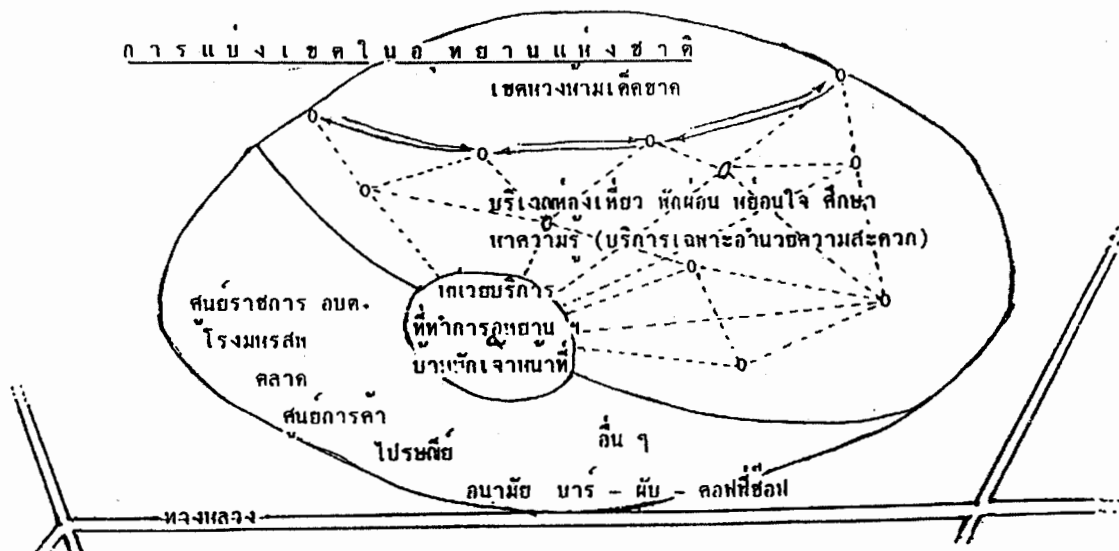 การแบ่งเขตในอุทยานแห่งชาติ
เขตหวงห้ามเด็ดขาด
บริเวณท่องเที่ยว พักผ่อน หย่อนใจ ศึกษา
หาความรู้ (บริการเฉพาะอำนวยความสะดวก)
หน่วยบริการ
ที่ทำการอุทยาน ฯ
บ้านพักเจ้าหน้าที่
ศูนย์ราชการ อบต.
โรงมหรสพ
ตลาด
ศูนย์การค้า
ไปรษณีย์
อื่น ๆ
อนามัย บาร์ - ผับ - คอฟฟี่ช๊อฟ
ทางหลวง